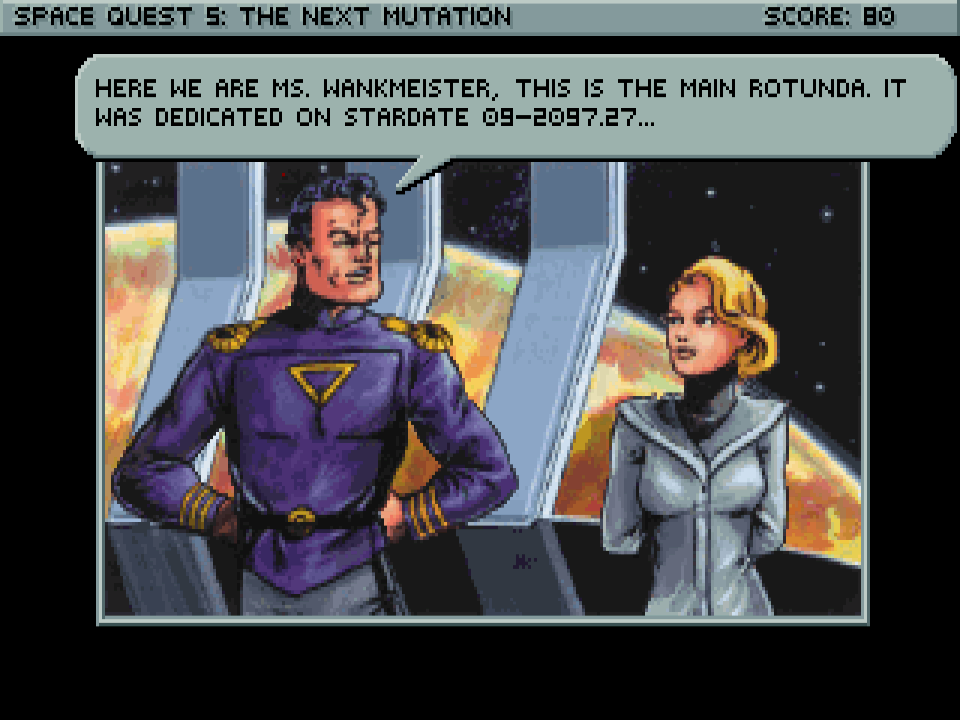 SPACE QUEST 5: THE NEXT MUTATION
SCORE: 80
HERE WE ARE MS. WANKMEISTER, THIS IS THE MAIN ROTUNDA. IT
WAS DEDICATED ON STARDATE 09-2097.27...